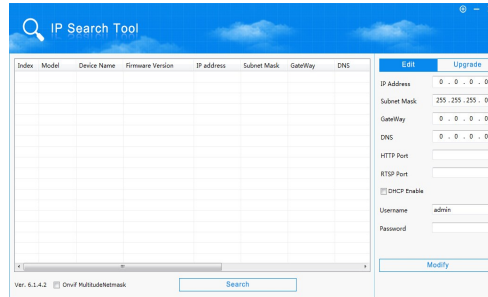 IP Search Tool
Index Model Device Name Firmware Version IP address Subnet Mask GateWay DNS
Edit Upgrade
IP Address 0 . 0 . 0 . 0
Subnet Mask 255 . 255 . 255 . 0
GateWay 0 . 0 . 0 . 0
DNS 0 . 0 . 0 . 0
HTTP Port
RTSP Port
DHCP Enable
Username admin
Password
Modify
Ver. 6.1.4.2 Onvif MultitudeNetmask Search